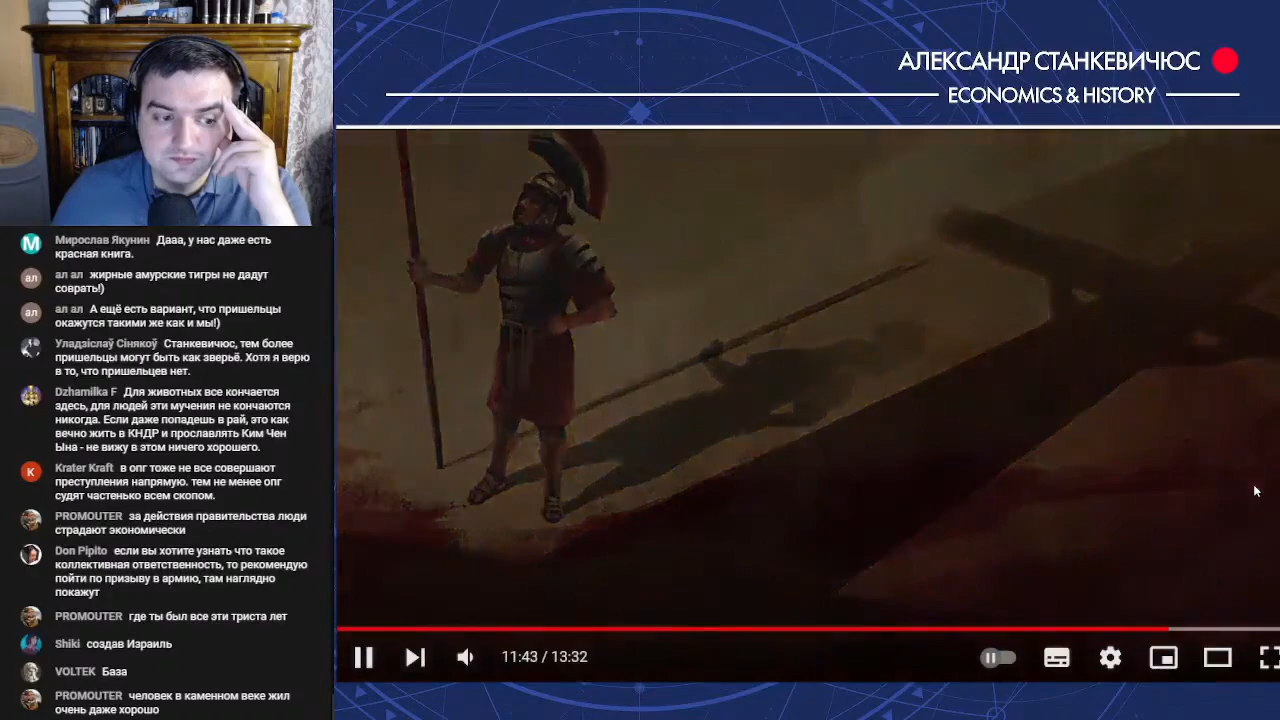 АЛЕКСАНДР СТАНКЕВИЧЮС
ECONOMICS & HISTORY
М
Мирослав Якунин Дааа, у нас даже есть
красная книга.
ал
ал ал жирные амурские тигры не дадут
соврать!)
ал
ал ал А ещё есть вариант, что пришельцы
окажутся такими же как и мы!)
Уладзіслаў Сінякоў Станкевичюс, тем более
пришельцы могут быть как зверьё. Хотя я верю
в то, что пришельцев нет.
Dzhamilka F Для животных все кончается
здесь, для людей эти мучения не кончаются
никогда. Если даже попадешь в рай, это как
вечно жить в КНДР и прославлять Ким Чен
Ына - не вижу в этом ничего хорошего.
К
Krater Kraft в опг тоже не все совершают
преступления напрямую. тем не менее опг
судят частенько всем скопом.
PROMOUTER за действия правительства люди
страдают экономически
Don Pipito если вы хотите узнать что такое
коллективная ответственность, то рекомендую
пойти по призыву в армию, там наглядно
покажут
PROMOUTER где ты был все эти триста лет
Shiki создав Израиль
VOLTEK База
PROMOUTER человек в каменном веке жил
очень даже хорошо
11:43 / 13:32